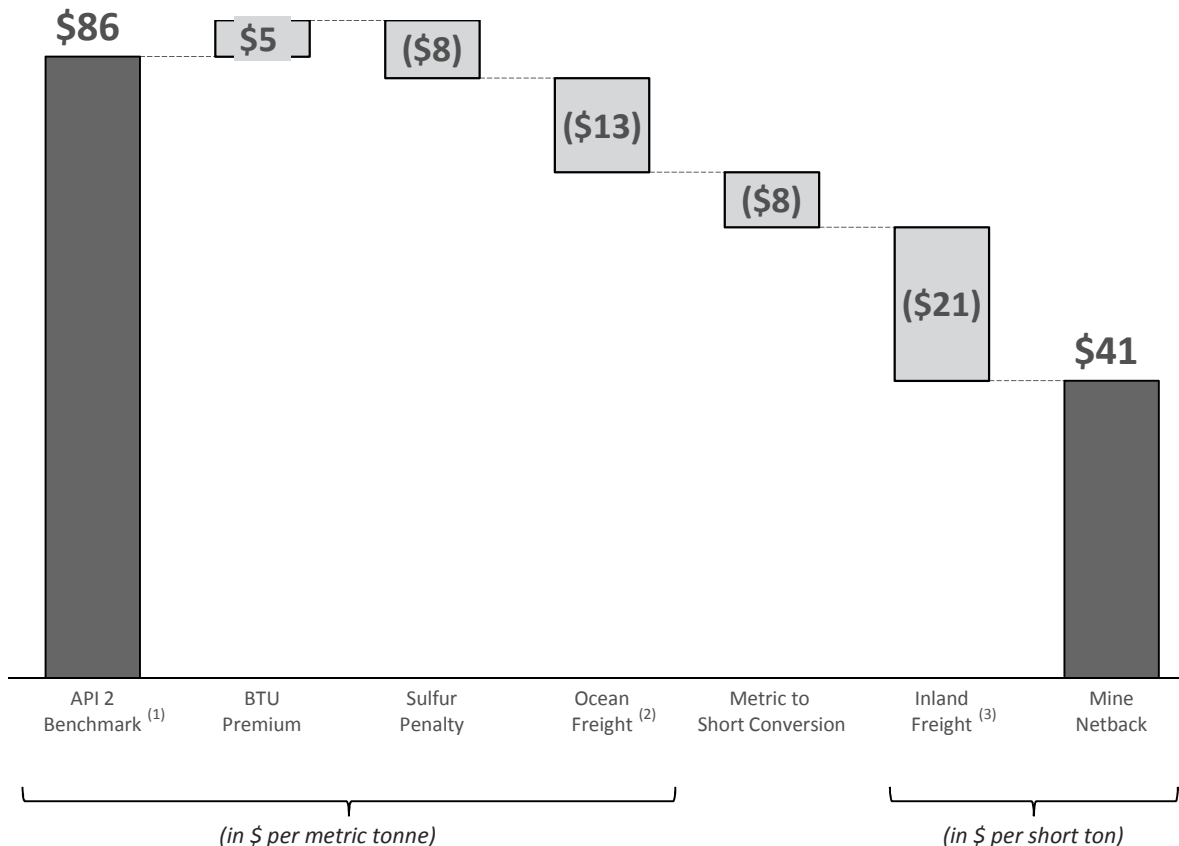 $86
$5
($8)
($13)
($8)
($21)
$41
API 2
Benchmark (1)
BTU
Premium
Sulfur
Penalty
Ocean
Freight (2)
Metric to
Short Conversion
Inland
Freight (3)
Mine
Netback
(in $ per metric tonne)
(in $ per short ton)